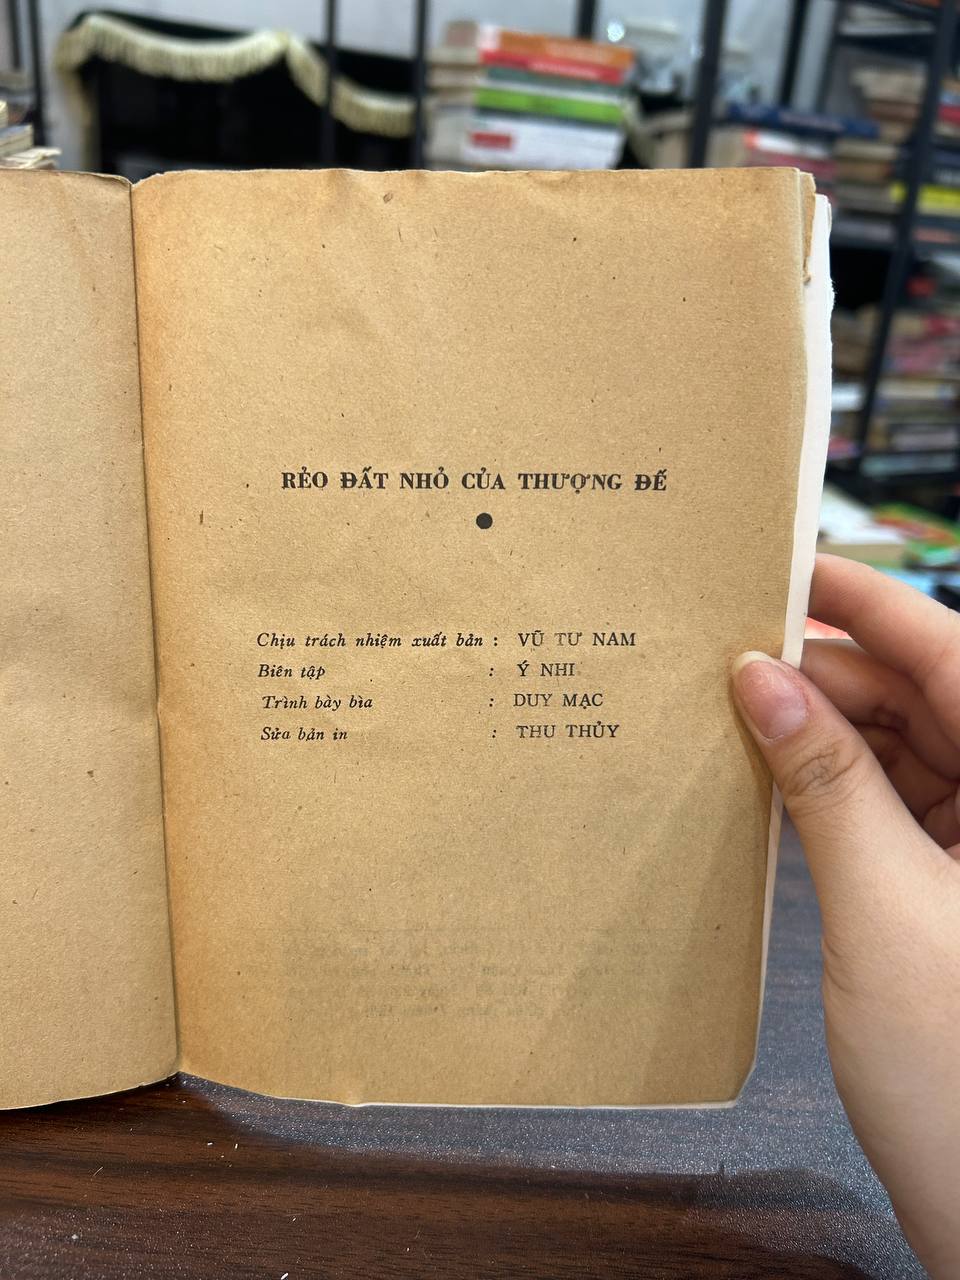 RẺO ĐẤT NHỎ CỦA THƯỢNG ĐẾ
Chịu trách nhiệm xuất bản : VŨ TƯ NAM
Biên tập : Ý NHI
Trình bày bìa : DUY MẠC
Sửa bản in : THU THỦY